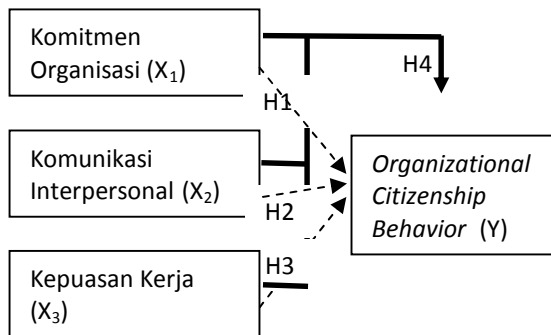 Komitmen
Organisasi (X₁)
H4
H1
Komunikasi
Interpersonal (X₂)
Organizational
Citizenship
Behavior (Y)
H2
H3
Kepuasan Kerja
(X₃)